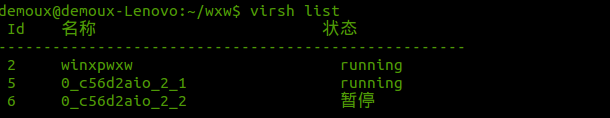 demoux@demoux-Lenovo:~/wxw$ virsh list
 Id    名称                         状态
----------------------------------------------------
 2     winxpwxw                       running
 5     0_c56d2aio_2_1                 running
 6     0_c56d2aio_2_2                 暂停